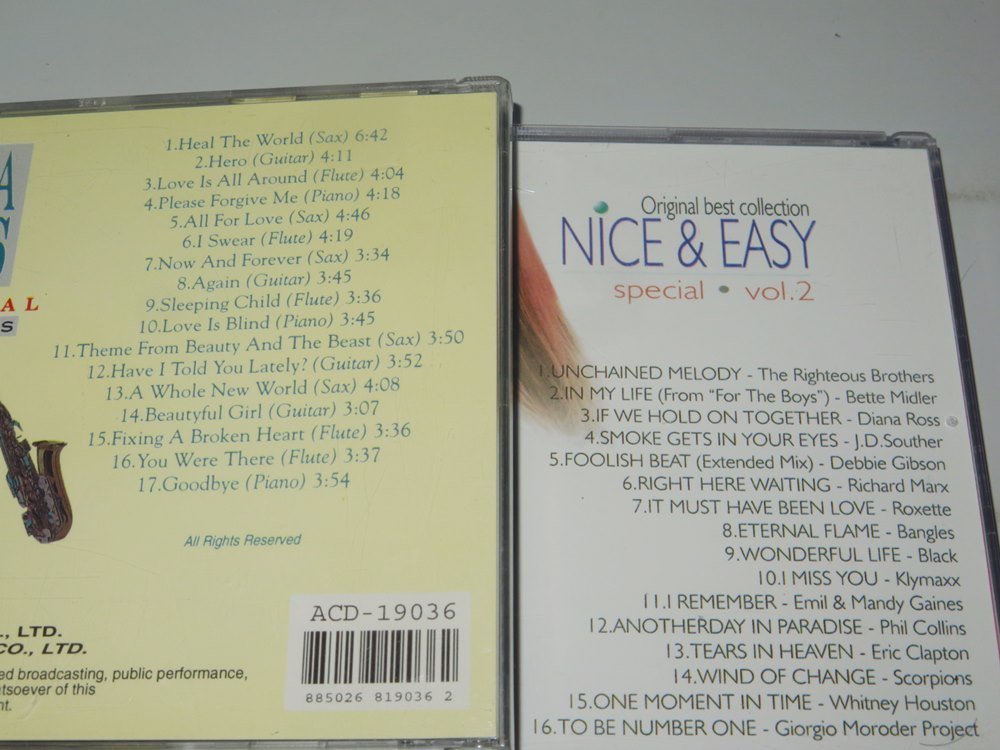 A
S
A L
S
1.Heal The World (Sax) 6:42
2.Hero (Guitar) 4:11
3.Love Is All Around (Flute) 4:04
4.Please Forgive Me (Piano) 4:18
5.All For Love (Sax) 4:46
6.I Swear (Flute) 4:19
7.Now And Forever (Sax) 3:34
8.Again (Guitar) 3:45
9.Sleeping Child (Flute) 3:36
10.Love Is Blind (Piano) 3:45
11.Theme From Beauty And The Beast (Sax) 3:50
12.Have I Told You Lately? (Guitar) 3:52
13.A Whole New World (Sax) 4:08
14.Beautyful Girl (Guitar) 3:07
15.Fixing A Broken Heart (Flute) 3:36
16.You Were There (Flute) 3:37
17.Goodbye (Piano) 3:54
All Rights Reserved
., LTD.
CO., LTD.
ed broadcasting, public performance,
atsoever of this
nt.
ACD-19036
885026 819036 2
Original best collection
NICE & EASY
special • vol.2
1.UNCHAINED MELODY - The Righteous Brothers
2.IN MY LIFE (From "For The Boys") - Bette Midler
3.IF WE HOLD ON TOGETHER - Diana Ross
4.SMOKE GETS IN YOUR EYES - J.D.Souther
5.FOOLISH BEAT (Extended Mix) - Debbie Gibson
6.RIGHT HERE WAITING - Richard Marx
7.IT MUST HAVE BEEN LOVE - Roxette
8.ETERNAL FLAME - Bangles
9.WONDERFUL LIFE - Black
10.I MISS YOU - Klymaxx
11.I REMEMBER - Emil & Mandy Gaines
12.ANOTHERDAY IN PARADISE - Phil Collins
13.TEARS IN HEAVEN - Eric Clapton
14.WIND OF CHANGE - Scorpions
15.ONE MOMENT IN TIME - Whitney Houston
16.TO BE NUMBER ONE - Giorgio Moroder Project